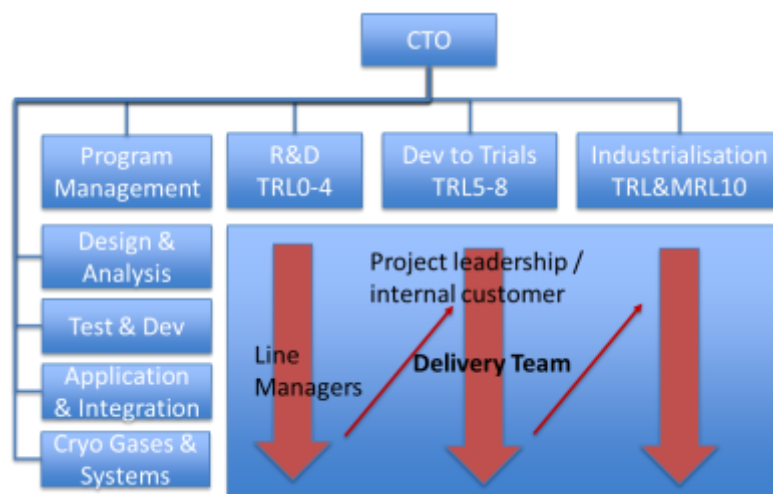 CTO
Program
Management
R&D
TRL0-4
Dev to Trials
TRL5-8
Industrialisation
TRL&MRL10
Design &
Analysis
Test & Dev
Application
& Integration
Cryo Gases &
Systems
Project leadership /
internal customer
Line
Managers
Delivery Team